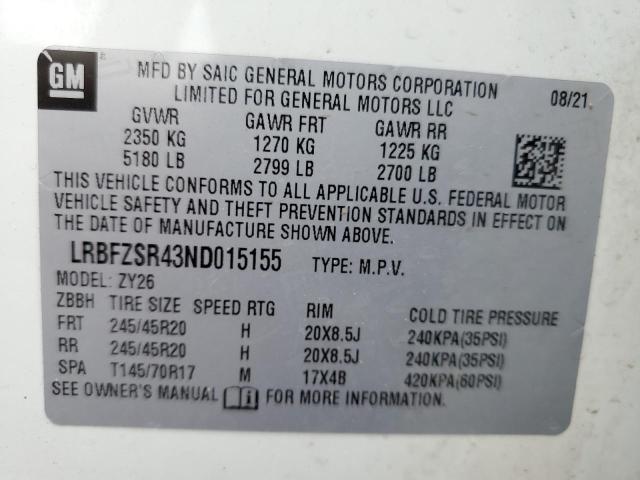 GM
MFD BY SAIC GENERAL MOTORS CORPORATION
LIMITED FOR GENERAL MOTORS LLC
08/21
GVWR GAWR FRT GAWR RR
2350 KG 1270 KG 1225 KG
5180 LB 2799 LB 2700 LB
THIS VEHICLE CONFORMS TO ALL APPLICABLE U.S. FEDERAL MOTOR
VEHICLE SAFETY AND THEFT PREVENTION STANDARDS IN EFFECT ON
THE DATE OF MANUFACTURE SHOWN ABOVE.
LRBFZSR43ND015155 TYPE: M.P.V.
MODEL: ZY26
ZBBH TIRE SIZE SPEED RTG RIM COLD TIRE PRESSURE
FRT 245/45R20 H 20X8.5J 240KPA(35PSI)
RR 245/45R20 H 20X8.5J 240KPA(35PSI)
SPA T145/70R17 M 17X4B 420KPA(60PSI)
SEE OWNER'S MANUAL FOR MORE INFORMATION.